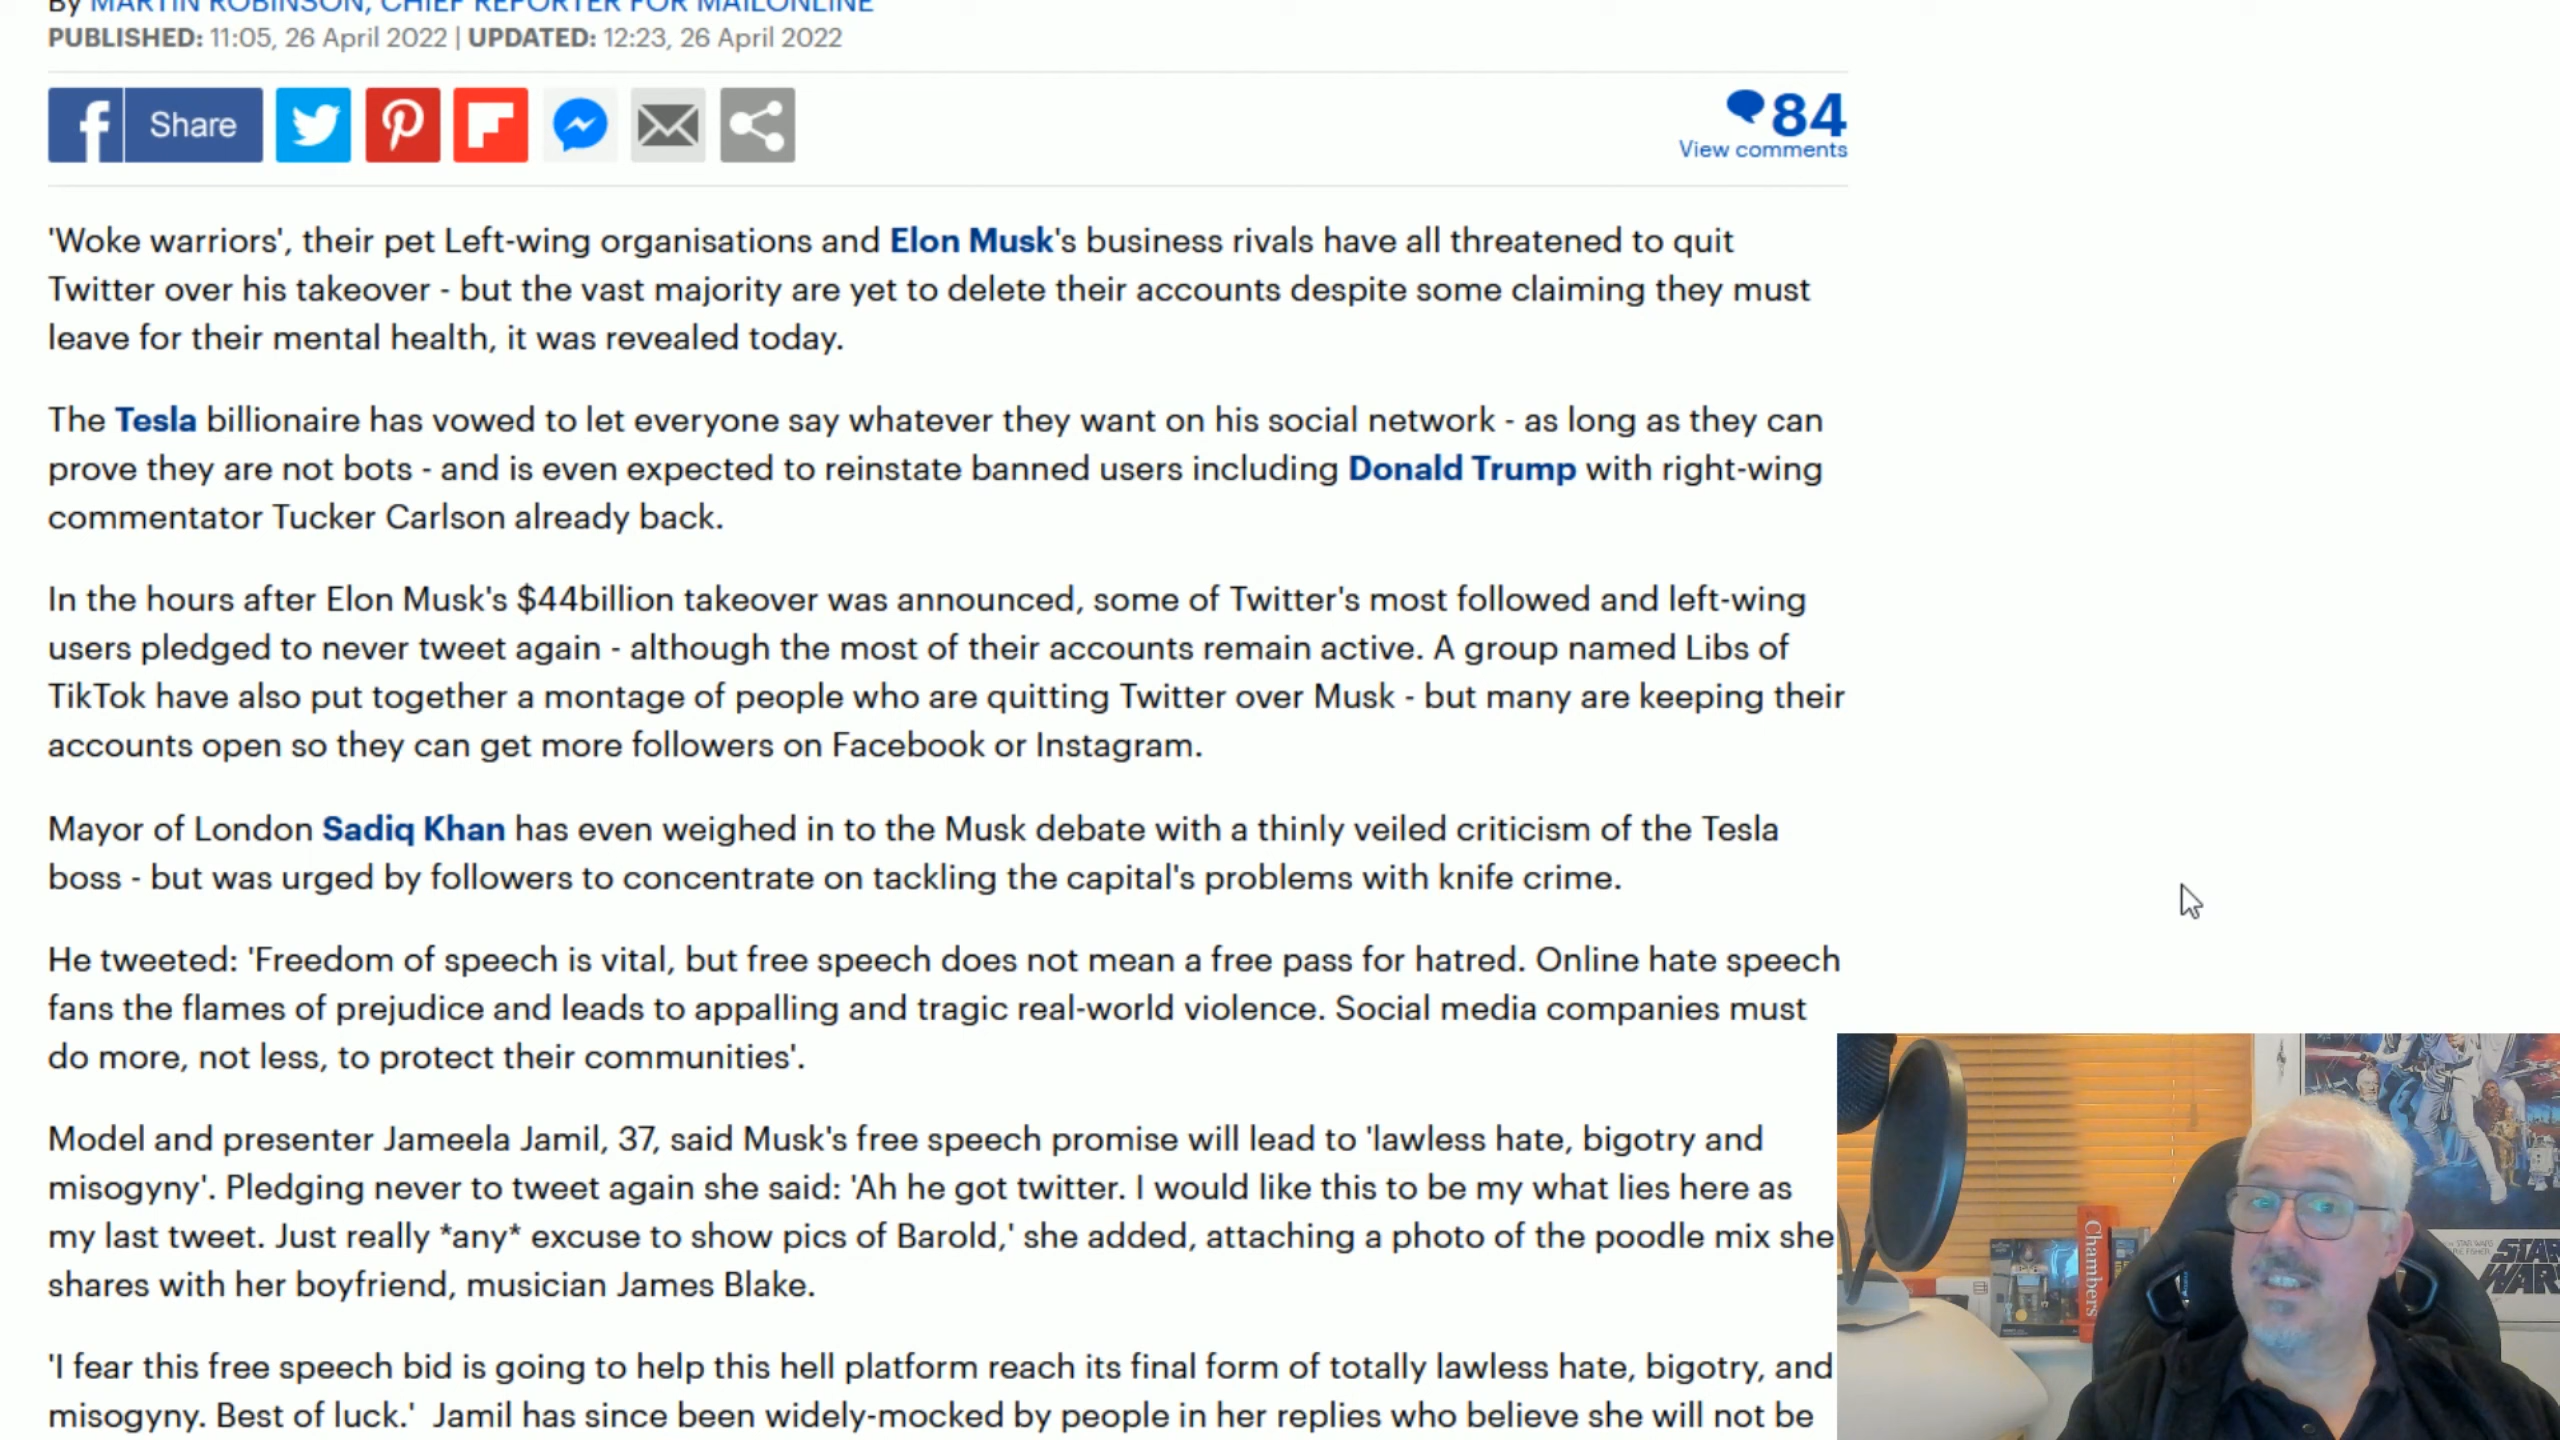 By MARTIN ROBINSON, CHIEF REPORTER FOR MAILONLINE
PUBLISHED: 11:05, 26 April 2022 | UPDATED: 12:23, 26 April 2022
f Share
84
View comments
'Woke warriors', their pet Left-wing organisations and Elon Musk's business rivals have all threatened to quit
Twitter over his takeover - but the vast majority are yet to delete their accounts despite some claiming they must
leave for their mental health, it was revealed today.
The Tesla billionaire has vowed to let everyone say whatever they want on his social network - as long as they can
prove they are not bots - and is even expected to reinstate banned users including Donald Trump with right-wing
commentator Tucker Carlson already back.
In the hours after Elon Musk's $44billion takeover was announced, some of Twitter's most followed and left-wing
users pledged to never tweet again - although the most of their accounts remain active. A group named Libs of
TikTok have also put together a montage of people who are quitting Twitter over Musk - but many are keeping their
accounts open so they can get more followers on Facebook or Instagram.
Mayor of London Sadiq Khan has even weighed in to the Musk debate with a thinly veiled criticism of the Tesla
boss - but was urged by followers to concentrate on tackling the capital's problems with knife crime.
He tweeted: 'Freedom of speech is vital, but free speech does not mean a free pass for hatred. Online hate speech
fans the flames of prejudice and leads to appalling and tragic real-world violence. Social media companies must
do more, not less, to protect their communities'.
Model and presenter Jameela Jamil, 37, said Musk's free speech promise will lead to 'lawless hate, bigotry and
misogyny'. Pledging never to tweet again she said: 'Ah he got twitter. I would like this to be my what lies here as
my last tweet. Just really *any* excuse to show pics of Barold,' she added, attaching a photo of the poodle mix she
shares with her boyfriend, musician James Blake.
'I fear this free speech bid is going to help this hell platform reach its final form of totally lawless hate, bigotry, and
misogyny. Best of luck.' Jamil has since been widely-mocked by people in her replies who believe she will not be
Chambers
STAR
WARS